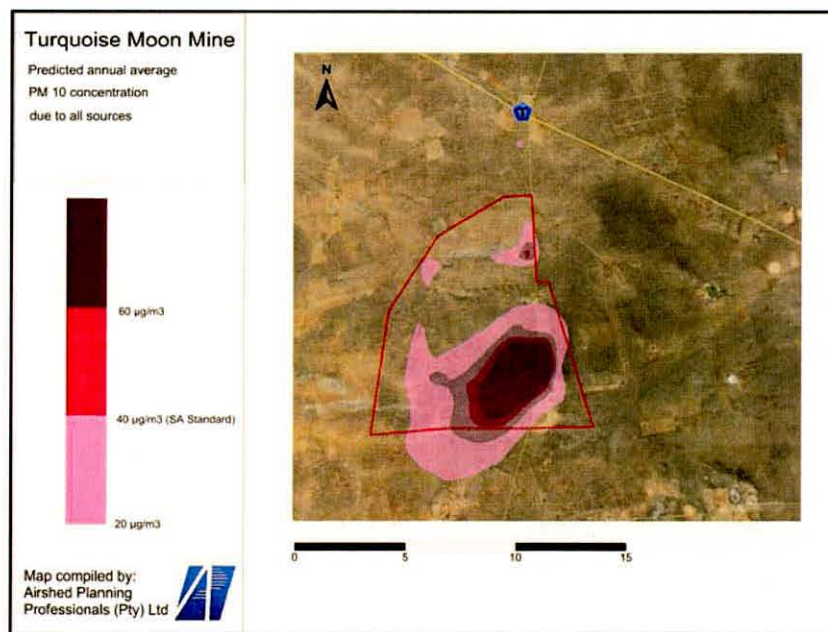 Turquoise Moon Mine
Predicted annual average
PM 10 concentration
due to all sources
60 µg/m3
40 µg/m3 (SA Standard)
20 µg/m3
Map compiled by:
Airshed Planning
Professionals (Pty) Ltd
N
11
0 5 10 15